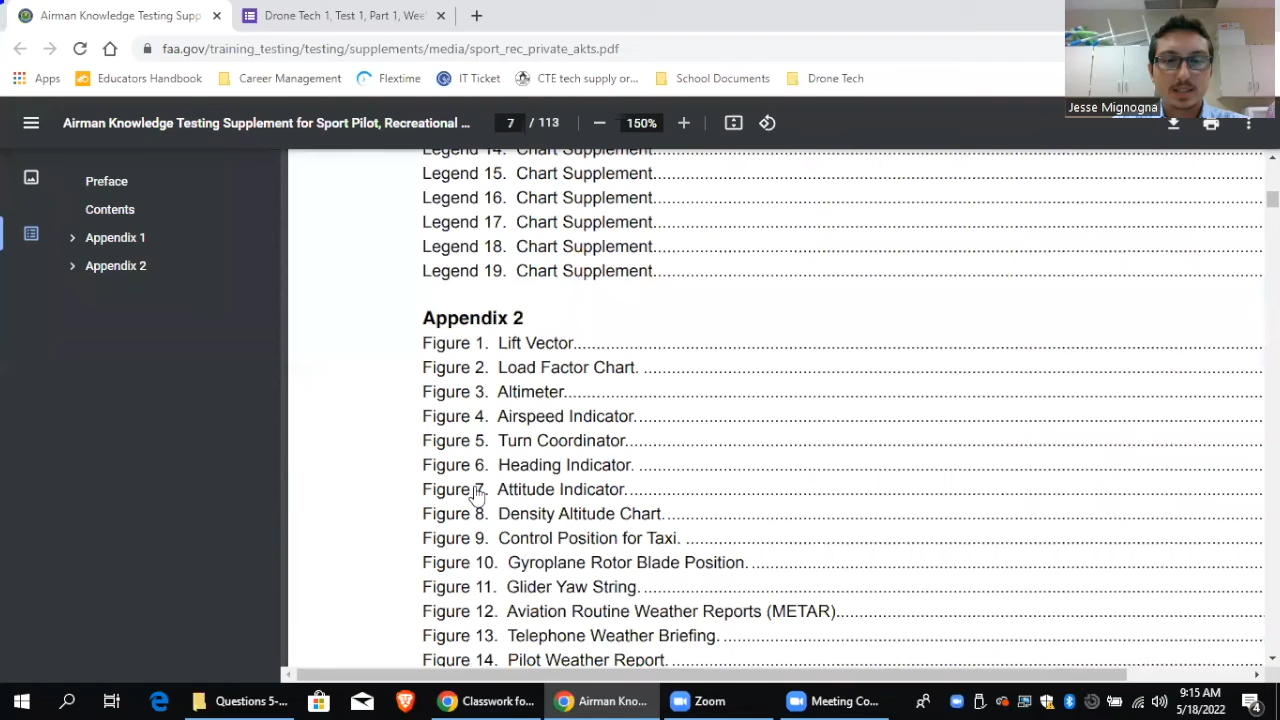 Airman Knowledge Testing Supp
Drone Tech 1, Test 1, Part 1, Wee
faa.gov/training_testing/testing/supplements/media/sport_rec_private_akts.pdf
Apps
Educators Handbook
Career Management
Flextime
IT Ticket
CTE tech supply or...
School Documents
Drone Tech
Jesse Mignogna
Airman Knowledge Testing Supplement for Sport Pilot, Recreational ...
7 / 113
150%
Preface
Contents
Appendix 1
Appendix 2
Legend 14. Chart Supplement
Legend 15. Chart Supplement
Legend 16. Chart Supplement
Legend 17. Chart Supplement
Legend 18. Chart Supplement
Legend 19. Chart Supplement
Appendix 2
Figure 1. Lift Vector
Figure 2. Load Factor Chart.
Figure 3. Altimeter
Figure 4. Airspeed Indicator.
Figure 5. Turn Coordinator.
Figure 6. Heading Indicator.
Figure 7. Attitude Indicator.
Figure 8. Density Altitude Chart.
Figure 9. Control Position for Taxi.
Figure 10. Gyroplane Rotor Blade Position.
Figure 11. Glider Yaw String.
Figure 12. Aviation Routine Weather Reports (METAR)
Figure 13. Telephone Weather Briefing.
Figure 14. Pilot Weather Report.
Questions 5-...
Classwork fo...
Airman Kno...
Zoom
Meeting Co...
9:15 AM
5/18/2022
4